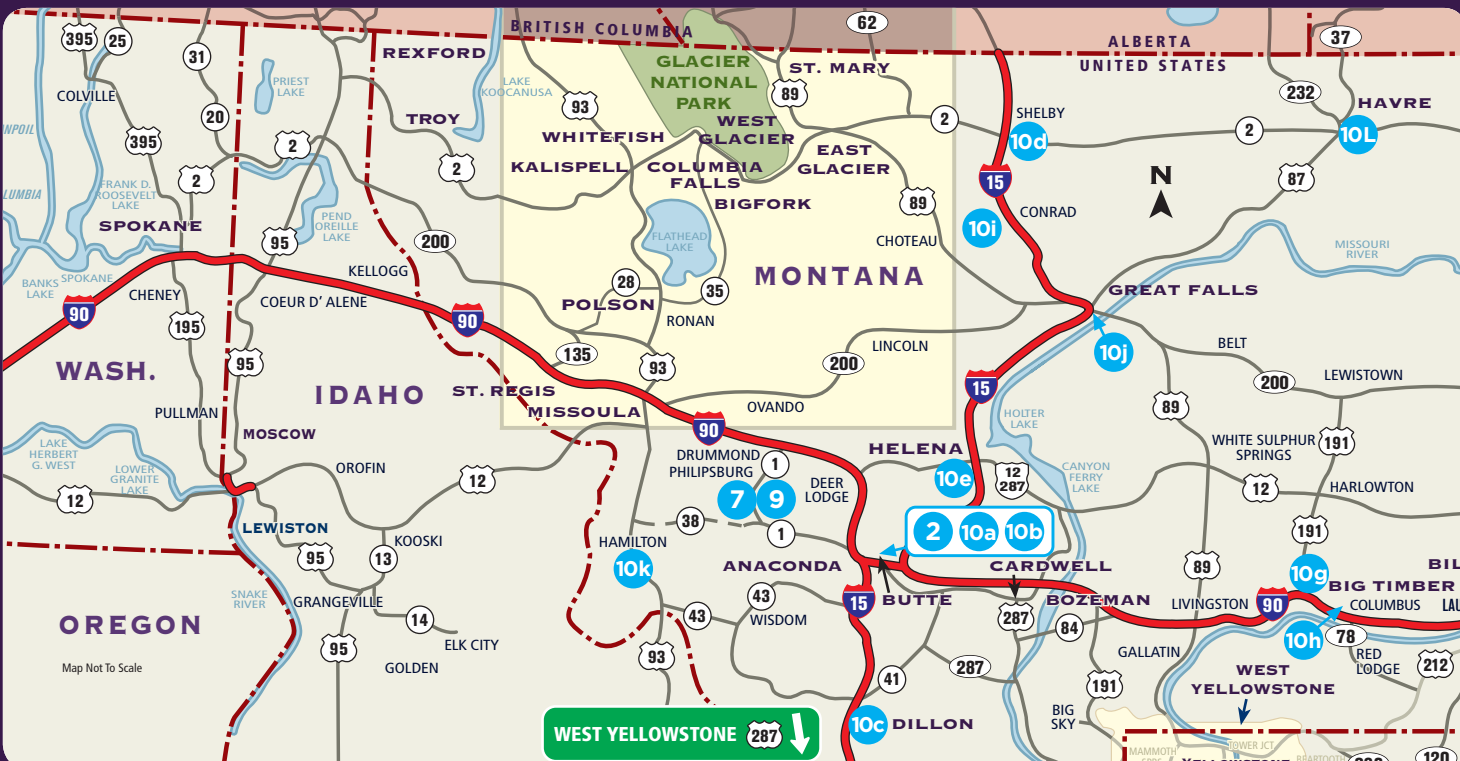 BRITISH COLUMBIA
62
37
ALBERTA
UNITED STATES
395
25
31
REXFORD
GLACIER
NATIONAL
PARK
ST. MARY
LAKE
KOOCANUSA
PRIEST
LAKE
COLVILLE
93
89
232
HAVRE
20
TROY
WEST
GLACIER
2
SHELBY
10d
2
10L
395
2
WHITEFISH
2
EAST
GLACIER
KALISPELL
COLUMBIA
FALLS
15
N
87
2
FRANK D.
ROOSEVELT
LAKE
LUMBIA
BIGFORK
89
CONRAD
10i
SPOKANE
PEND
OREILLE
LAKE
95
200
FLATHEAD
LAKE
CHOTEAU
MISSOURI
RIVER
KELLOGG
MONTANA
BANKS
LAKE
SPOKANE
CHENEY
COEUR D' ALENE
28
35
POLSON
GREAT FALLS
90
195
90
RONAN
10j
BELT
135
93
200
LINCOLN
WASH.
95
IDAHO
ST. REGIS
15
200
LEWISTOWN
PULLMAN
MISSOULA
OVANDO
89
HOLTER
LAKE
MOSCOW
90
HELENA
WHITE SULPHUR
SPRINGS
191
LAKE
HERBERT
G. WEST
LOWER
GRANITE
LAKE
OROFIN
DRUMMOND
PHILIPSBURG
1
DEER
LODGE
10e
12
287
CANYON
FERRY
LAKE
12
12
7
9
12
HARLOWTON
LEWISTON
38
1
2
10a
10b
191
KOOSKI
HAMILTON
10k
95
13
ANACONDA
CARDWELL
89
10g
BIL
BIG TIMBER
SNAKE
RIVER
GRANGEVILLE
43
15
BUTTE
BOZEMAN
LIVINGSTON
90
COLUMBUS
LAU
OREGON
14
43
WISDOM
287
84
10h
78
ELK CITY
95
93
GALLATIN
RED
LODGE
212
Map Not To Scale
GOLDEN
41
287
191
WEST
YELLOWSTONE
WEST YELLOWSTONE
287
10c
DILLON
BIG
SKY
MAMMOTH
TOWER JCT.
BEARTOOTH
120